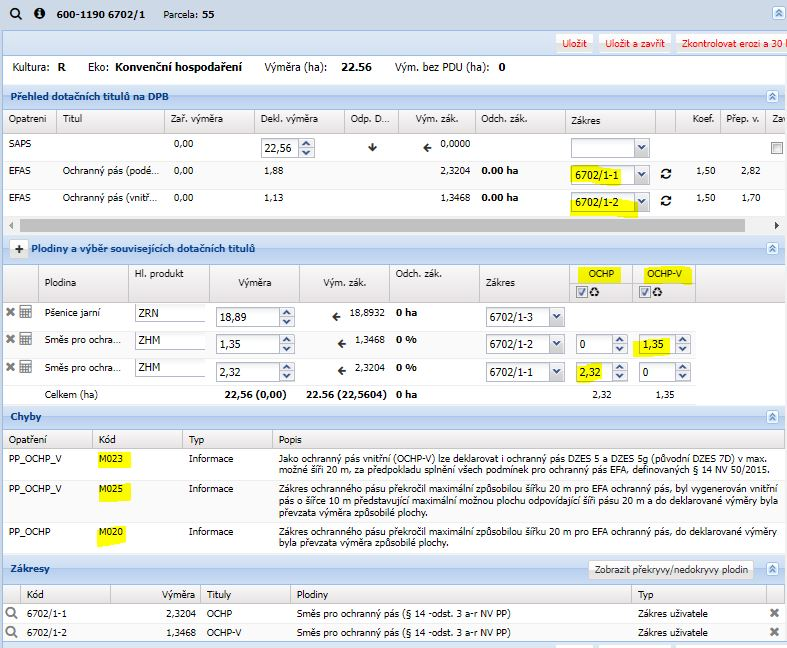 600-1190 6702/1 Parcela: 55
Uložit Uložit a zavřít Zkontrolovat erozi a 30 h
Kultura: R Eko: Konvenční hospodaření Výměra (ha): 22.56 Vým. bez PDU (ha): 0
Přehled dotačních titulů na DPB
Opatreni Titul Zař. výměra Dekl. výměra Odp. D... Vým. zák. Odch. zák. Zákres Koef. Přep. v. Zav
SAPS 0,00 22,56 0,0000
EFAS Ochranný pás (podé... 0,00 1,88 2,3204 0.00 ha 6702/1-1 1,50 2,82
EFAS Ochranný pás (vnitř... 0,00 1,13 1,3468 0.00 ha 6702/1-2 1,50 1,70
+ Plodiny a výběr souvisejících dotačních titulů
Plodina Hl. produkt Výměra Vým. zák. Odch. zák. Zákres OCHP OCHP-V
Pšenice jarní ZRN 18,89 18,8932 0 ha 6702/1-3
Směs pro ochra... ZHM 1,35 1,3468 0 % 6702/1-2 0 1,35
Směs pro ochra... ZHM 2,32 2,3204 0 % 6702/1-1 2,32 0
Celkem (ha) 22,56 (0,00) 22.56 (22,5604) 0 ha 2,32 1,35
Chyby
Opatření Kód Typ Popis
PP_OCHP_V M023 Informace Jako ochranný pás vnitřní (OCHP-V) lze deklarovat i ochranný pás DZES 5 a DZES 5g (původní DZES 7D) v max.
možné šíři 20 m, za předpokladu splnění všech podmínek pro ochranný pás EFA, definovaných § 14 NV 50/2015.
PP_OCHP_V M025 Informace Zákres ochranného pásu překročil maximální způsobilou šířku 20 m pro EFA ochranný pás, byl vygenerován vnitřní
pás o šířce 10 m představující maximální možnou plochu odpovídající šíři pásu 20 m a do deklarované výměry byla
převzata výměra způsobilé plochy.
PP_OCHP M020 Informace Zákres ochranného pásu překročil maximální způsobilou šířku 20 m pro EFA ochranný pás, do deklarované výměry
byla převzata výměra způsobilé plochy.
Zákresy Zobrazit překryvy/nedokryvy plodin
Kód Výměra Tituly Plodiny Typ
6702/1-1 2,3204 OCHP Směs pro ochranný pás (§ 14 -odst. 3 a-r NV PP) Zákres uživatele
6702/1-2 1,3468 OCHP-V Směs pro ochranný pás (§ 14 -odst. 3 a-r NV PP) Zákres uživatele